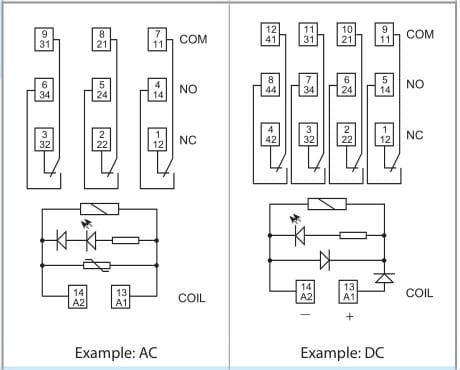 9 31 8 21 7 11 COM
6 34 5 24 4 14 NO
3 32 2 22 1 12 NC
14 A2 13 A1 COIL
Example: AC
12 41 11 31 10 21 9 11 COM
8 44 7 34 6 24 5 14 NO
4 42 3 32 2 22 1 12 NC
14 A2 13 A1 COIL
– +
Example: DC